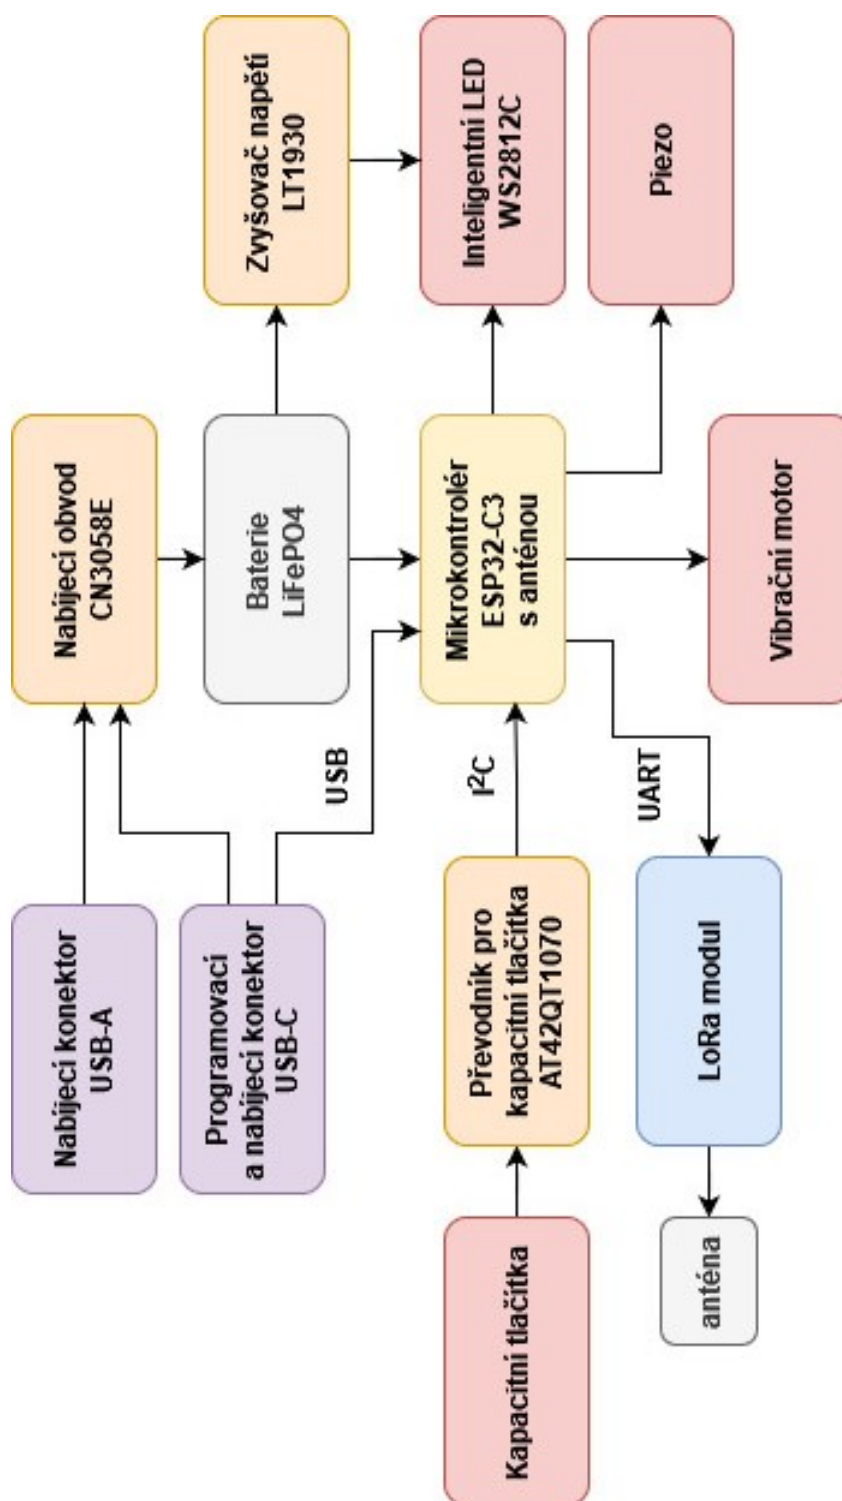 Nabíjecí konektor
USB-A
Nabíjecí obvod
CN3058E
Programovací
a nabíjecí konektor
USB-C
Baterie
LiFePO4
Zvyšovač napětí
LT1930
USB
Kapacitní tlačítka
Převodník pro
kapacitní tlačítka
AT42QT1070
I²C
Mikrokontrolér
ESP32-C3
s anténou
Inteligentní LED
WS2812C
anténa
LoRa modul
UART
Vibrační motor
Piezo